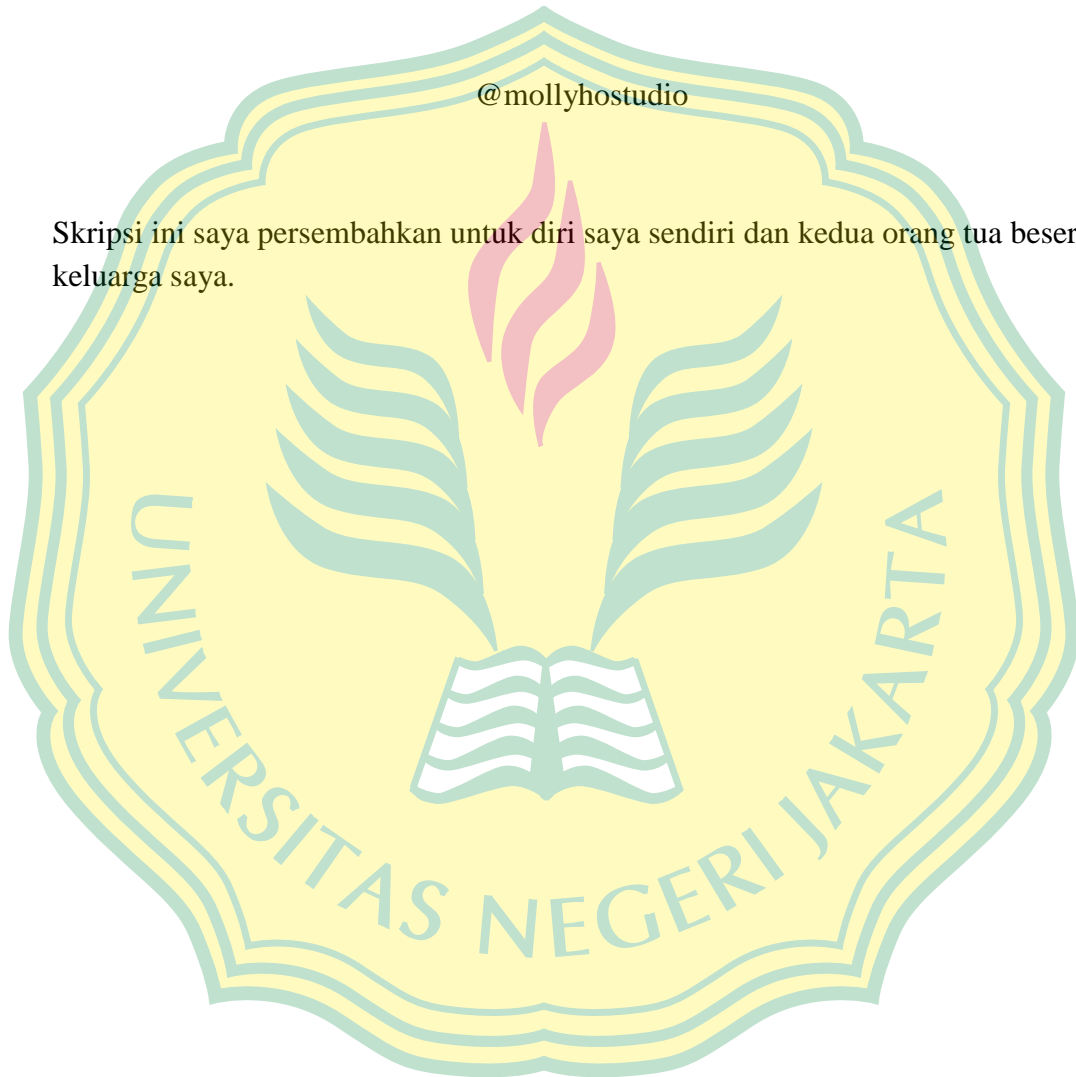 @mollyhostudio
Skripsi ini saya persembahkan untuk diri saya sendiri dan kedua orang tua beser
keluarga saya.
UNIVERSITAS NEGERI JAKARTA